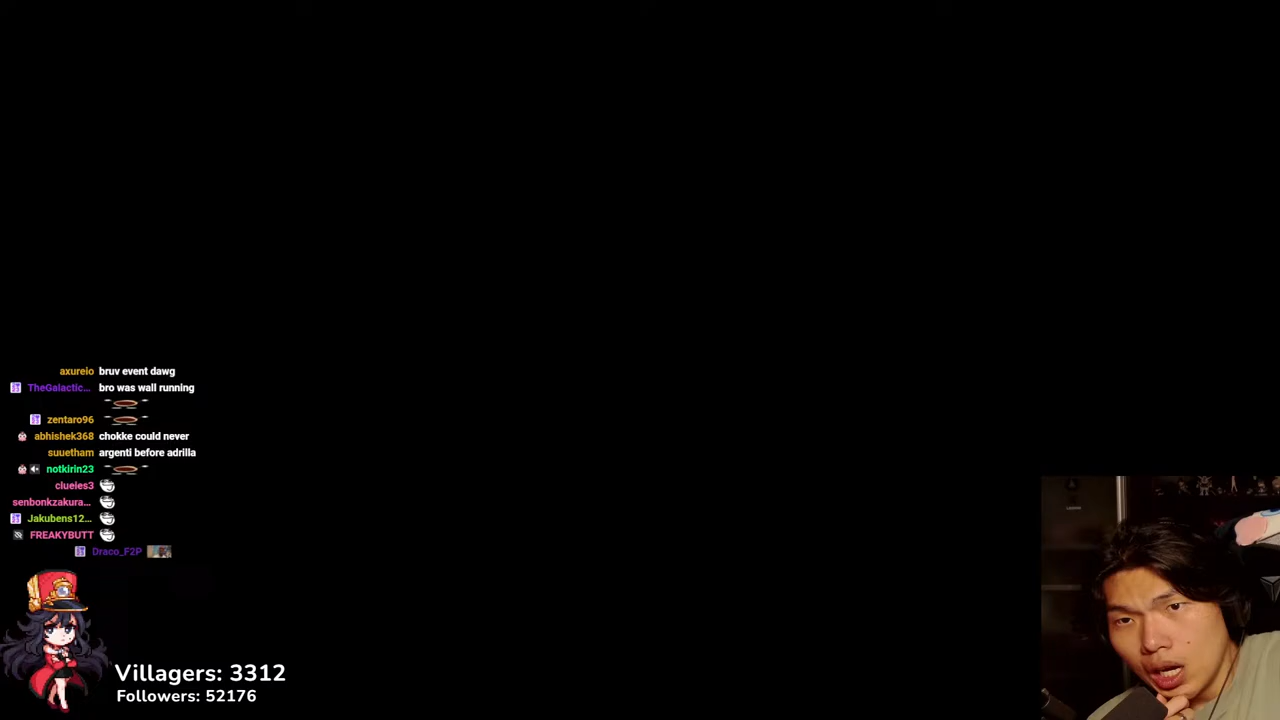 axureio bruv event dawg
TheGalactic... bro was wall running
zentaro96
abhishek368 chokke could never
suuetham argenti before adrilla
notkirin23
clueies3
senbonkzakura...
Jakubens12...
FREAKYBUTT
Draco_F2P
Villagers: 3312
Followers: 52176